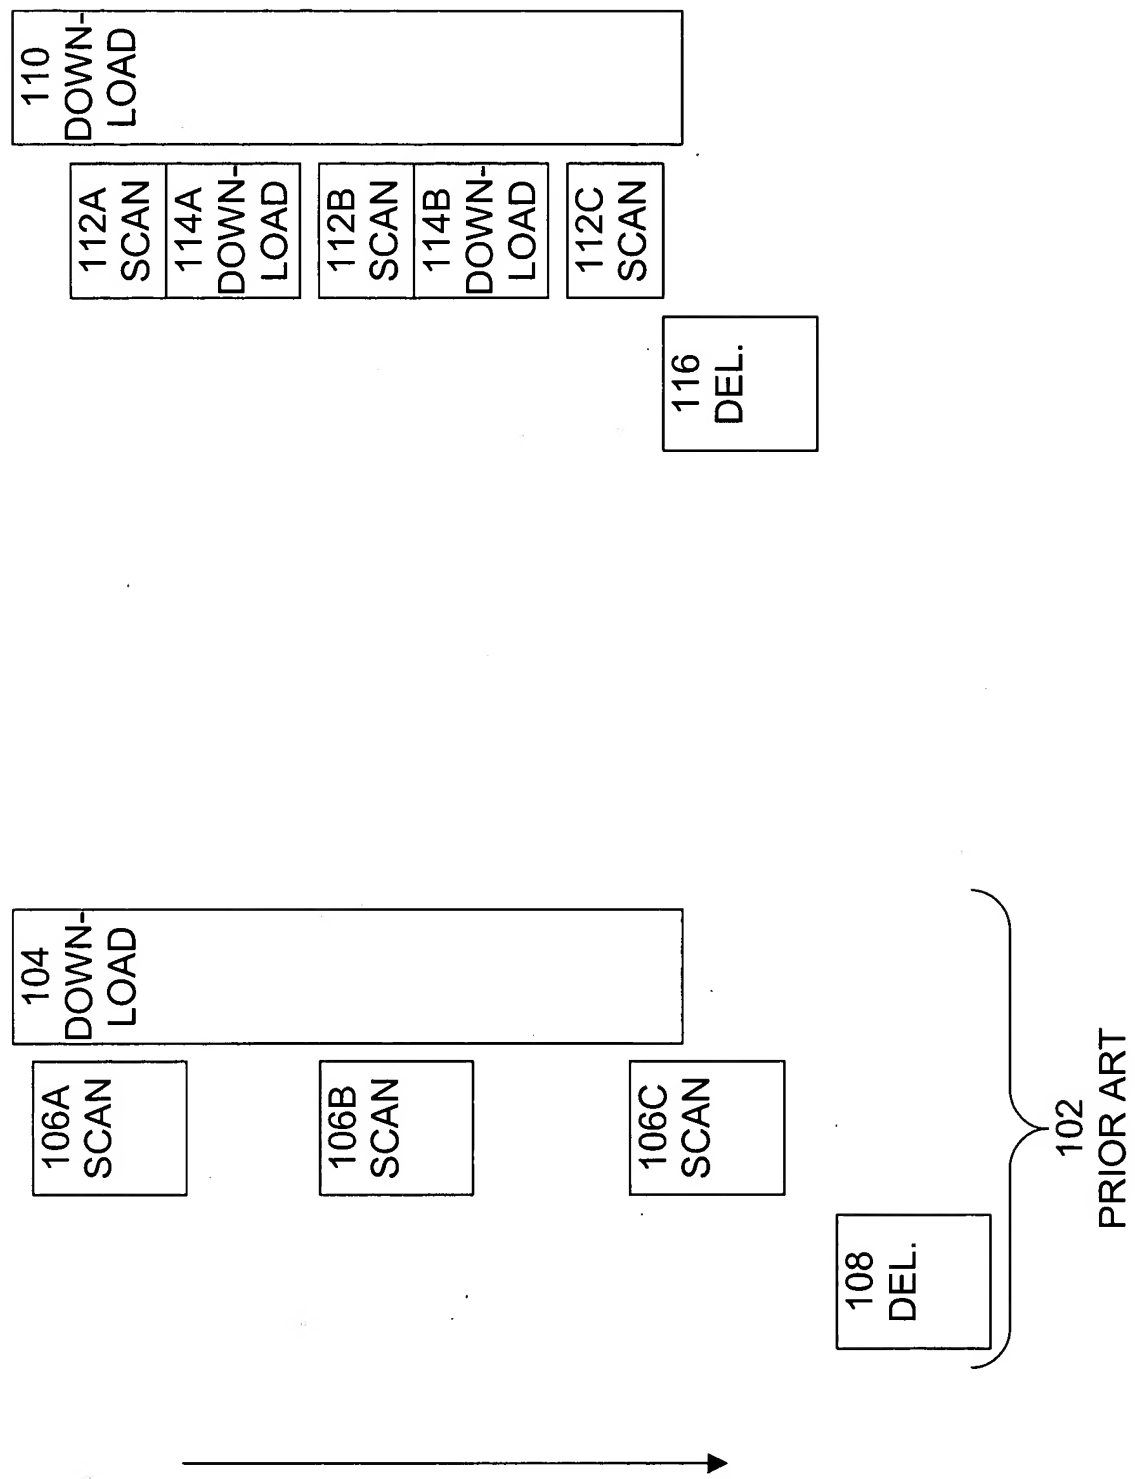 110
DOWN-
LOAD
112A
SCAN
114A
DOWN-
LOAD
112B
SCAN
114B
DOWN-
LOAD
112C
SCAN
116
DEL.
104
DOWN-
LOAD
106A
SCAN
106B
SCAN
106C
SCAN
108
DEL.
102
PRIOR ART